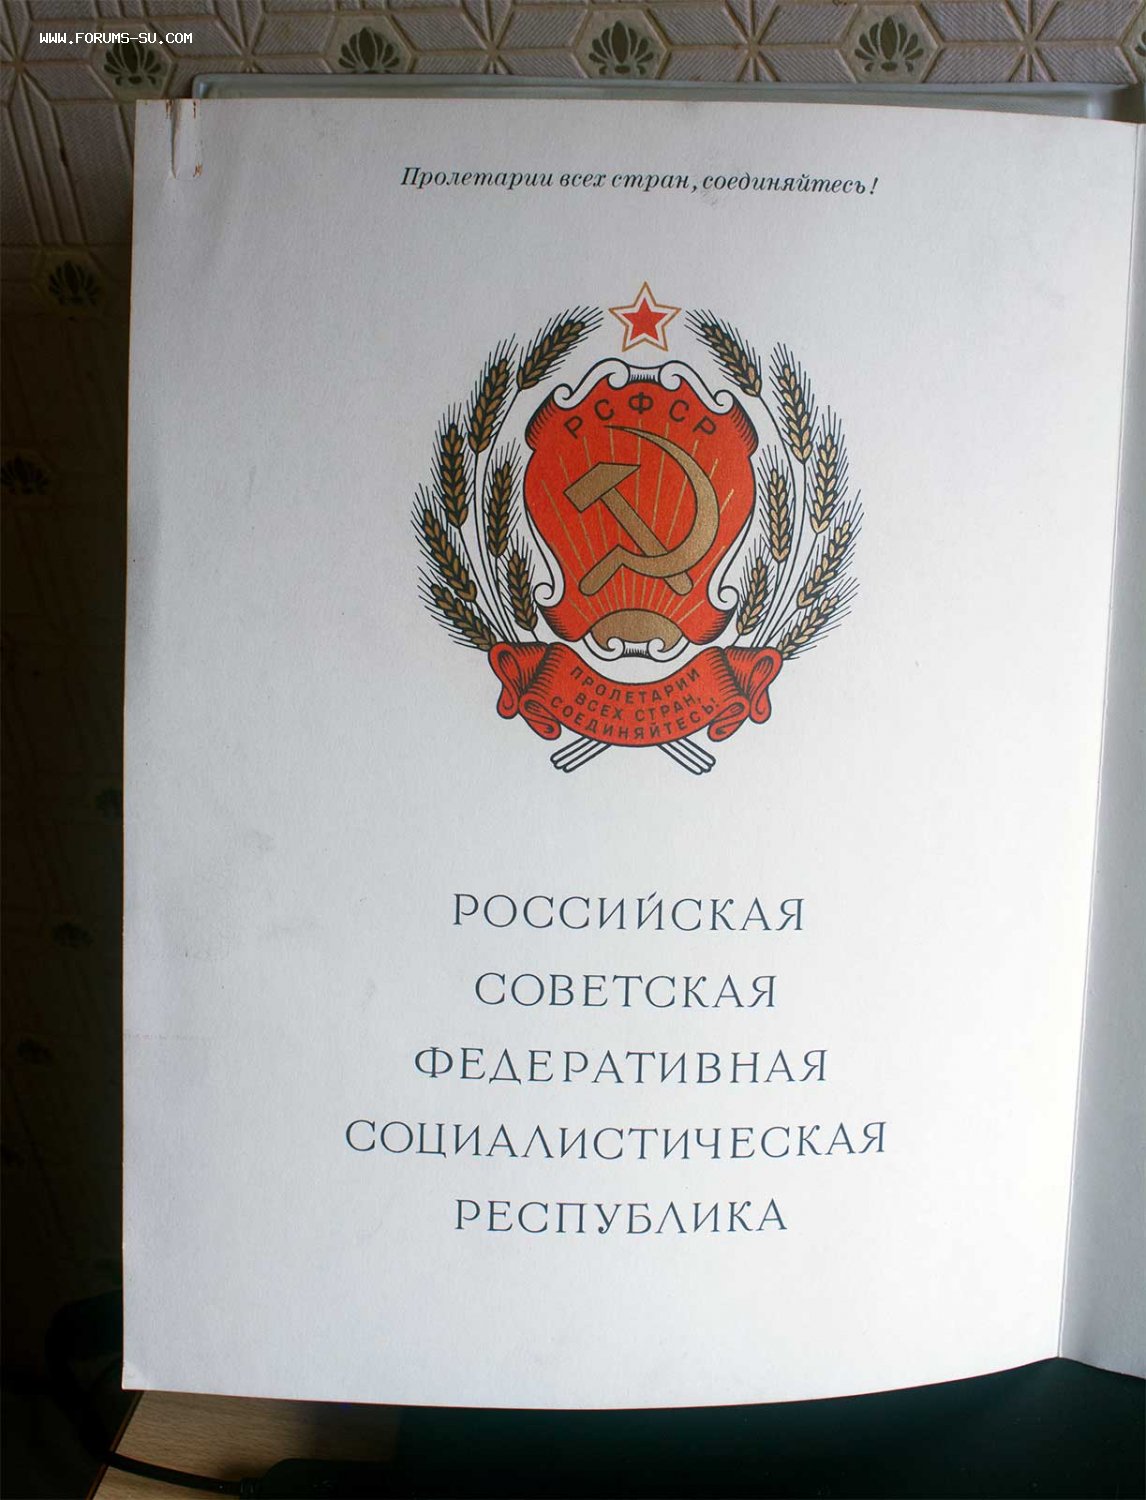 WWW.FORUMS-SU.COM
Пролетарии всех стран, соединяйтесь!
РСФСР
ПРОЛЕТАРИИ
ВСЕХ СТРАН,
СОЕДИНЯЙТЕСЬ!
РОССИЙСКАЯ
СОВЕТСКАЯ
ФЕДЕРАТИВНАЯ
СОЦИАЛИСТИЧЕСКАЯ
РЕСПУБЛИКА